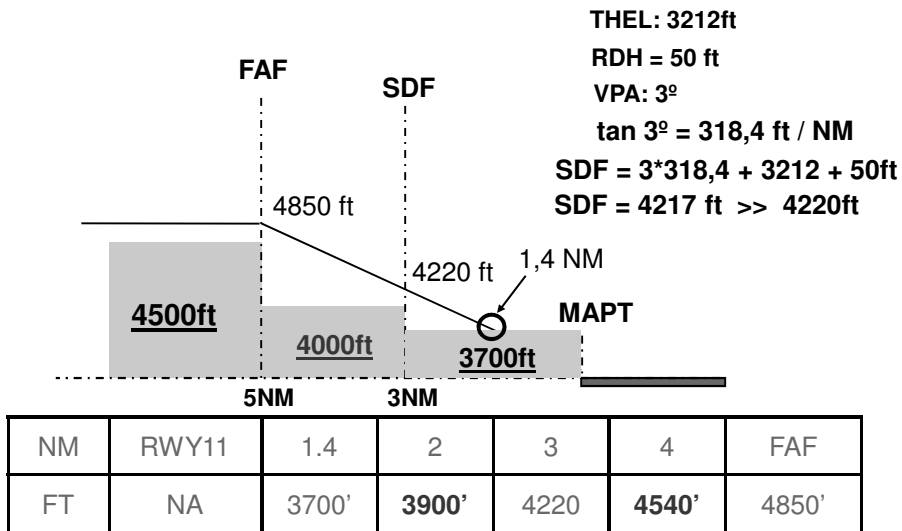 THEL: 3212ft
RDH = 50 ft
VPA: 3º
tan 3º = 318,4 ft / NM
SDF = 3*318,4 + 3212 + 50ft
SDF = 4217 ft >> 4220ft
FAF
SDF
4850 ft
4220 ft
1,4 NM
MAPT
4500ft
4000ft
3700ft
5NM
3NM
NM RWY11 1.4 2 3 4 FAF
FT NA 3700' 3900' 4220 4540' 4850'